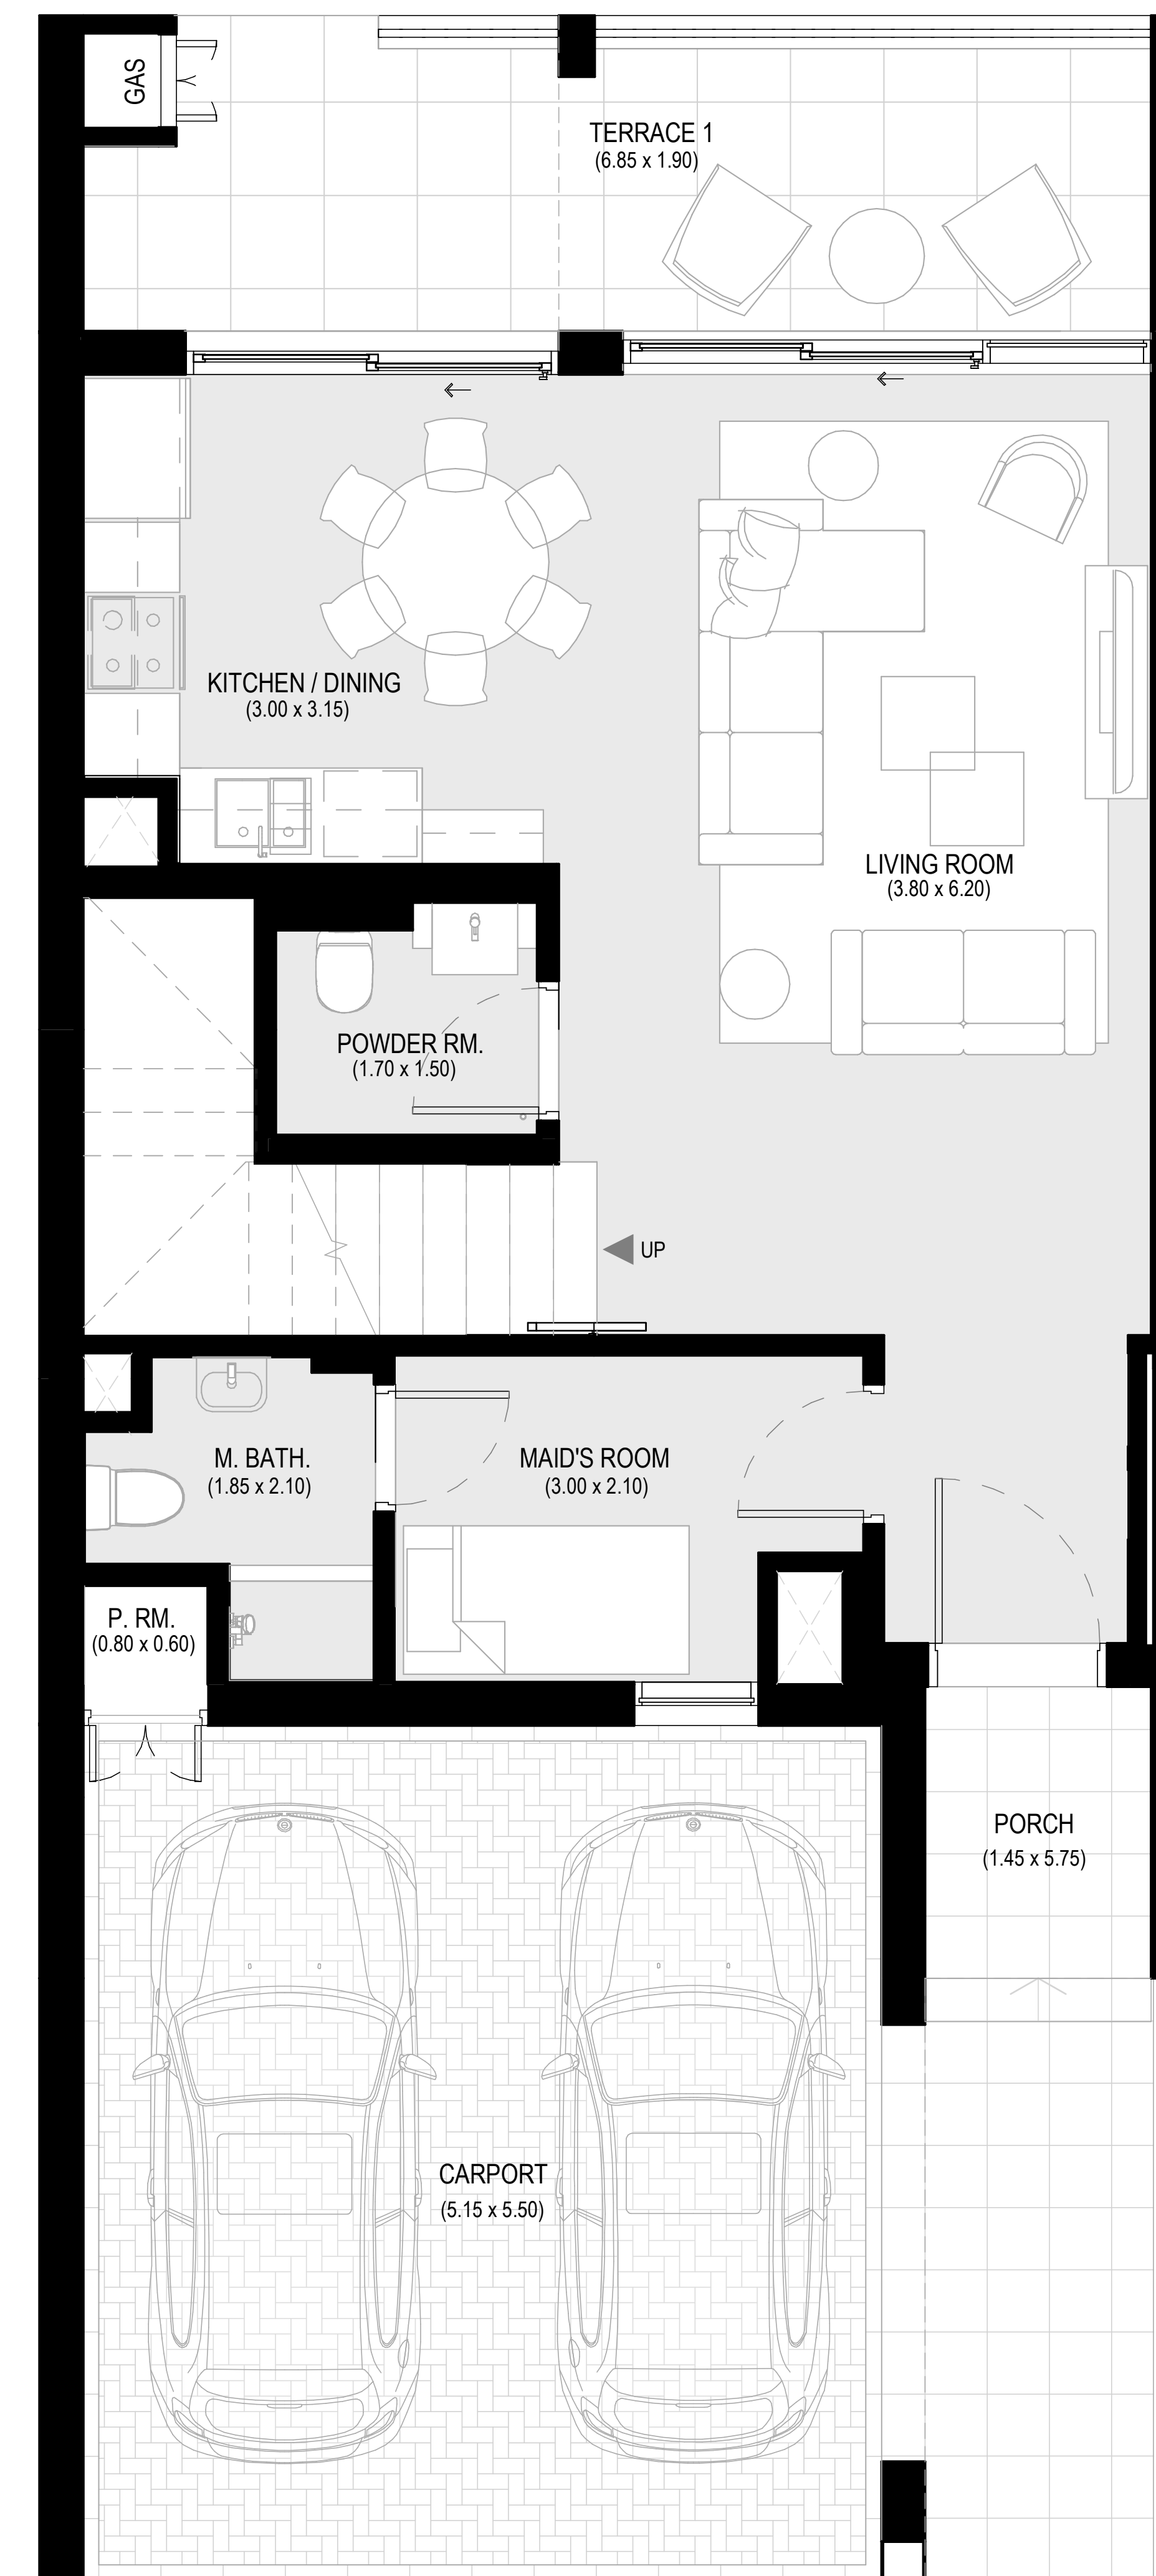 GAS
TERRACE 1
(6.85 x 1.90)
KITCHEN / DINING
(3.00 x 3.15)
LIVING ROOM
(3.80 x 6.20)
POWDER RM.
(1.70 x 1.50)
UP
M. BATH.
(1.85 x 2.10)
MAID'S ROOM
(3.00 x 2.10)
P. RM.
(0.80 x 0.60)
PORCH
(1.45 x 5.75)
CARPORT
(5.15 x 5.50)